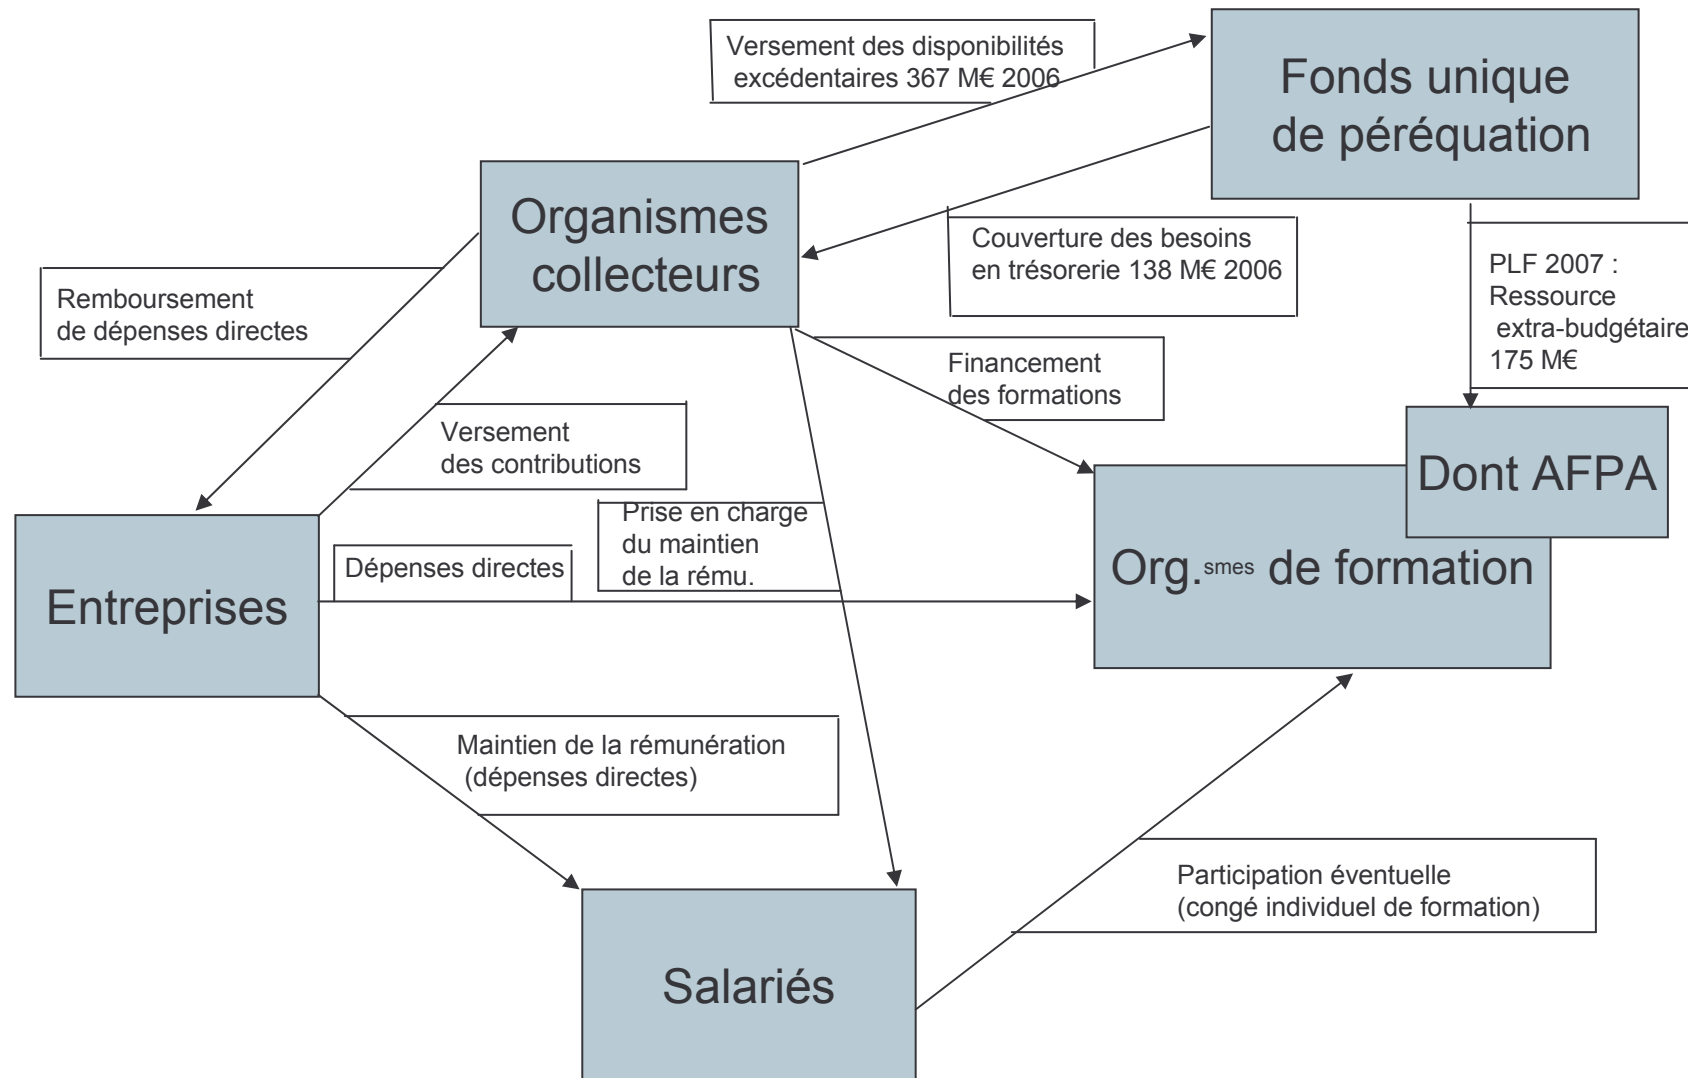 Versement des disponibilités
excédentaires 367 M€ 2006
Fonds unique
de péréquation
Organismes
collecteurs
Couverture des besoins
en trésorerie 138 M€ 2006
PLF 2007 :
Ressource
extra-budgétaire
175 M€
Remboursement
de dépenses directes
Financement
des formations
Versement
des contributions
Dont AFPA
Prise en charge
du maintien
de la rému.
Dépenses directes
Org.smes de formation
Entreprises
Maintien de la rémunération
(dépenses directes)
Participation éventuelle
(congé individuel de formation)
Salariés